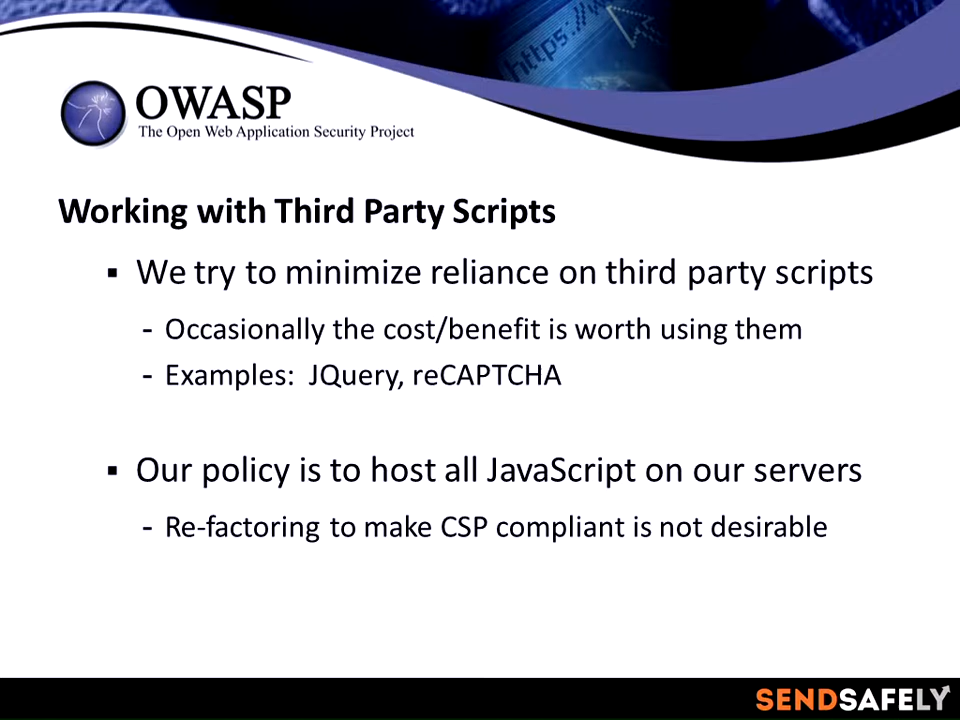 https://w
OWASP
The Open Web Application Security Project
Working with Third Party Scripts
▪ We try to minimize reliance on third party scripts
- Occasionally the cost/benefit is worth using them
- Examples:  JQuery, reCAPTCHA
▪ Our policy is to host all JavaScript on our servers
- Re-factoring to make CSP compliant is not desirable
SENDSAFELY